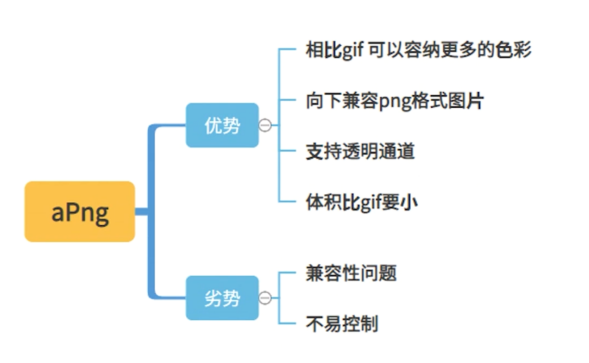 aPng
优势
相比gif 可以容纳更多的色彩
向下兼容png格式图片
支持透明通道
体积比gif要小
劣势
兼容性问题
不易控制